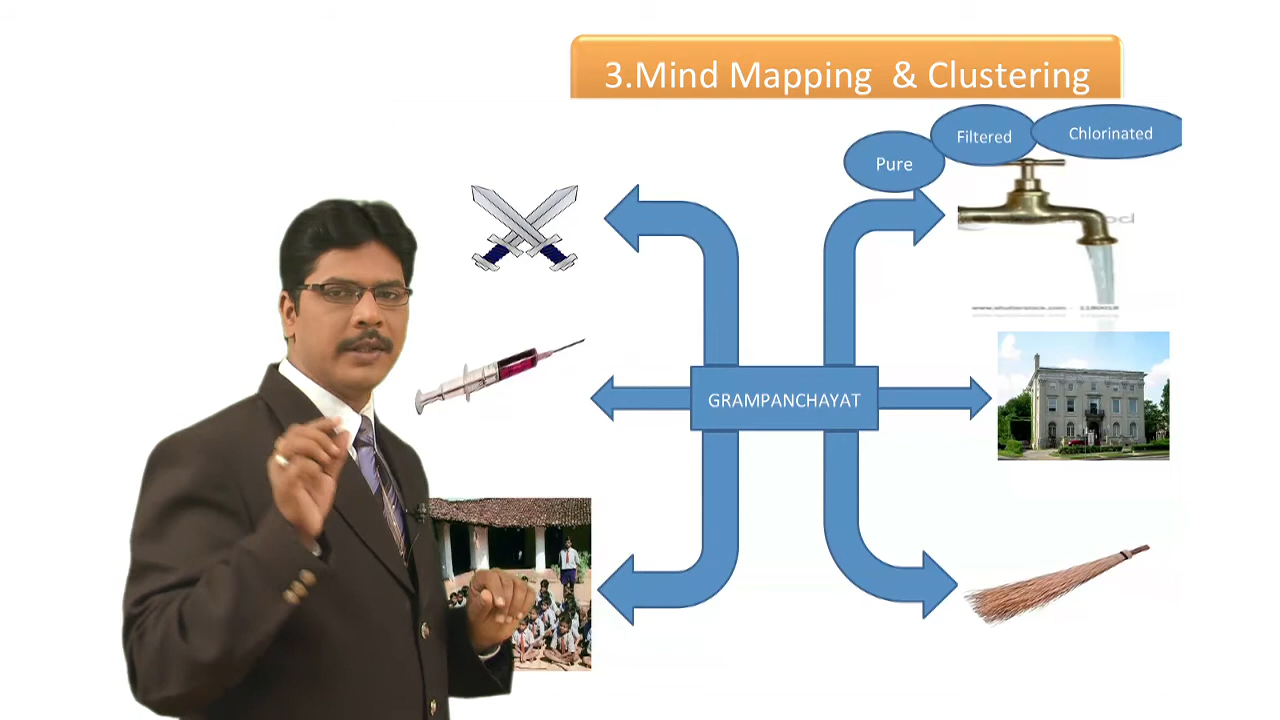 3.Mind Mapping & Clustering
Pure
Filtered
Chlorinated
GRAMPANCHAYAT